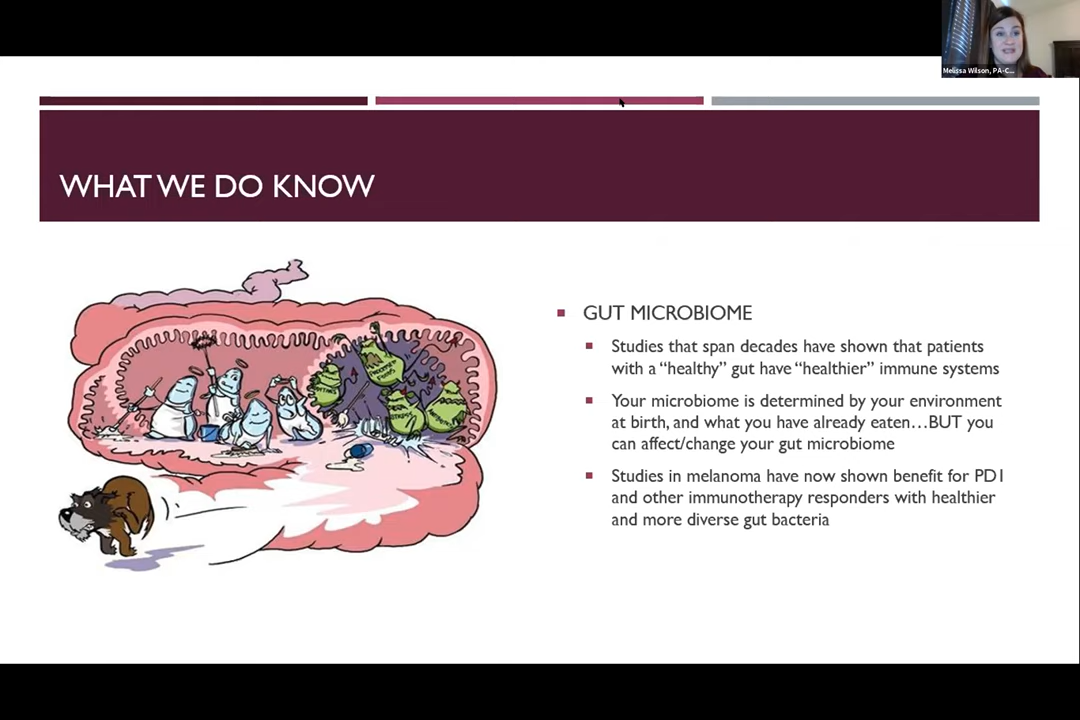 Melissa Wilson, PA-C...
WHAT WE DO KNOW
GUT MICROBIOME
Studies that span decades have shown that patients
with a “healthy” gut have “healthier” immune systems
Your microbiome is determined by your environment
at birth, and what you have already eaten…BUT you
can affect/change your gut microbiome
Studies in melanoma have now shown benefit for PD1
and other immunotherapy responders with healthier
and more diverse gut bacteria
STRESS